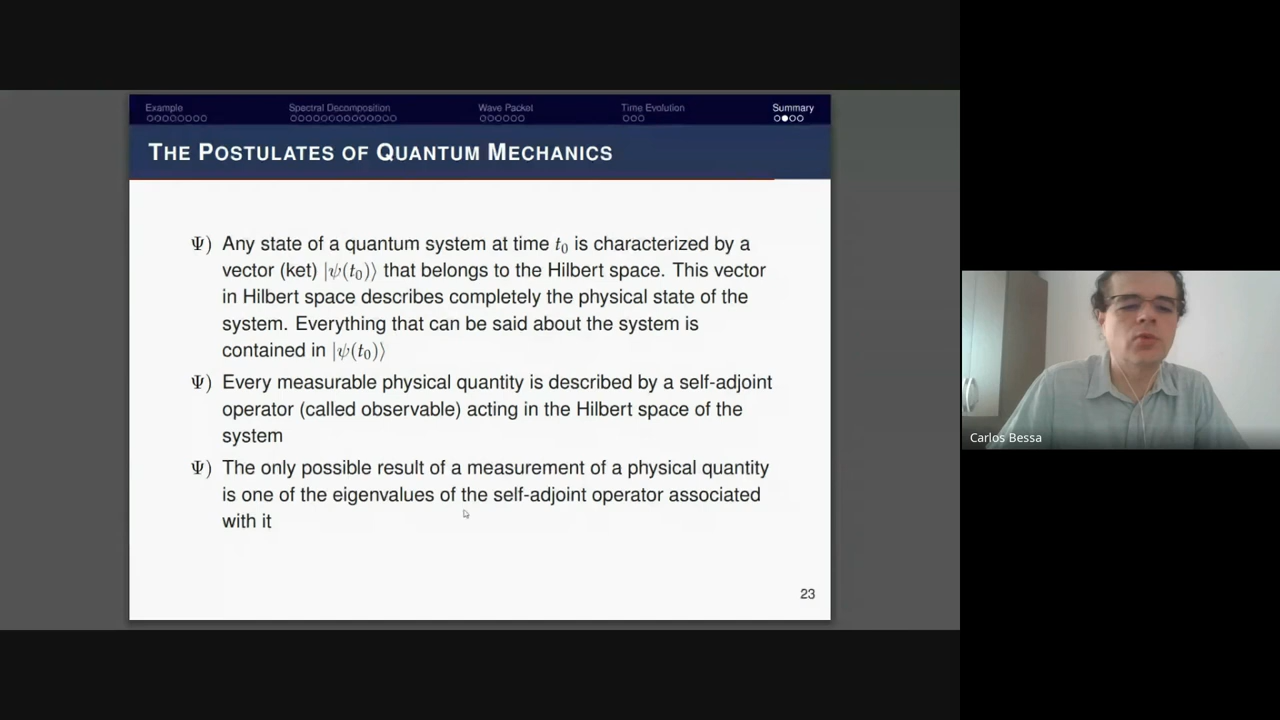 Example Spectral Decomposition Wave Packet Time Evolution Summary
THE POSTULATES OF QUANTUM MECHANICS
Ψ) Any state of a quantum system at time t₀ is characterized by a
vector (ket) |ψ(t₀)⟩ that belongs to the Hilbert space. This vector
in Hilbert space describes completely the physical state of the
system. Everything that can be said about the system is
contained in |ψ(t₀)⟩
Ψ) Every measurable physical quantity is described by a self-adjoint
operator (called observable) acting in the Hilbert space of the
system
Ψ) The only possible result of a measurement of a physical quantity
is one of the eigenvalues of the self-adjoint operator associated
with it
23
Carlos Bessa